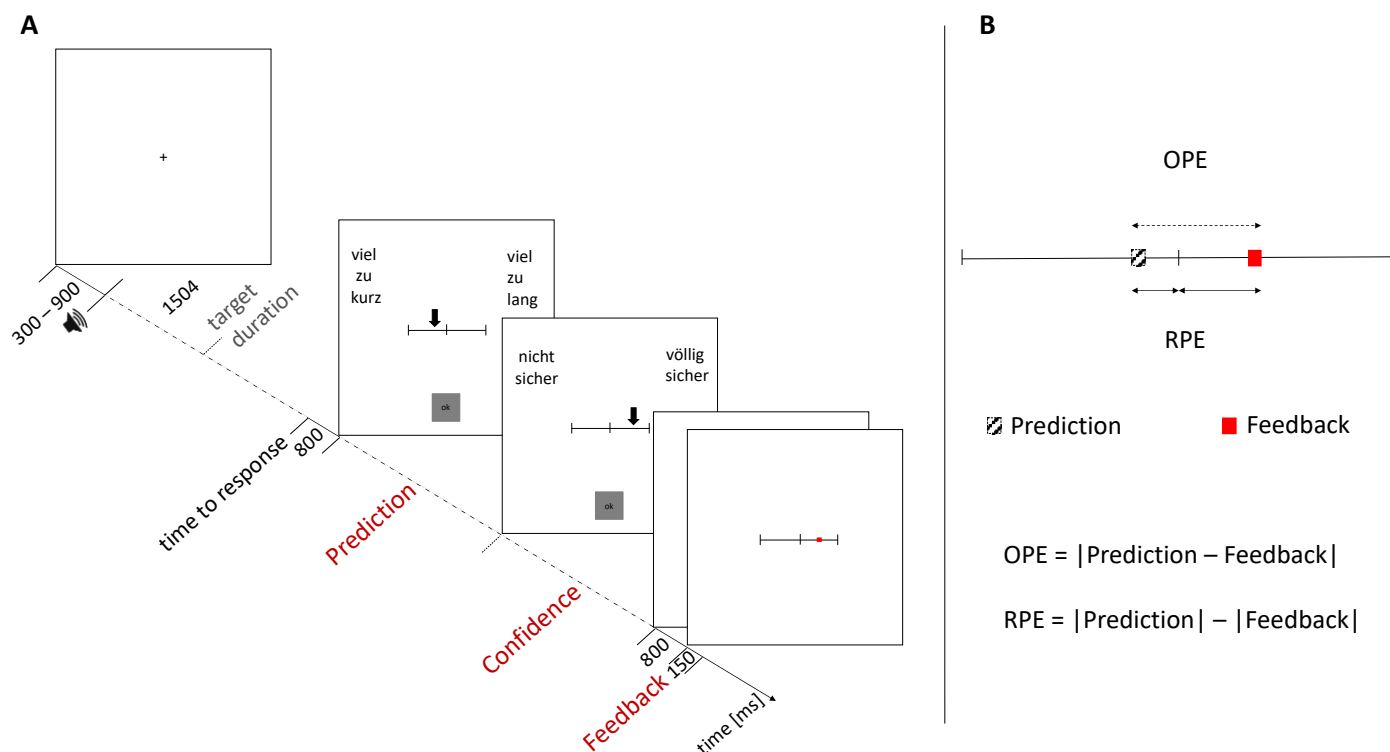 A
+
300 – 900
1504
target
duration
time to response
800
viel
zu
kurz
viel
zu
lang
ok
Prediction
nicht
sicher
völlig
sicher
ok
Confidence
800
150
Feedback
time [ms]
B
OPE
RPE
Prediction
Feedback
OPE = |Prediction – Feedback|
RPE = |Prediction| – |Feedback|